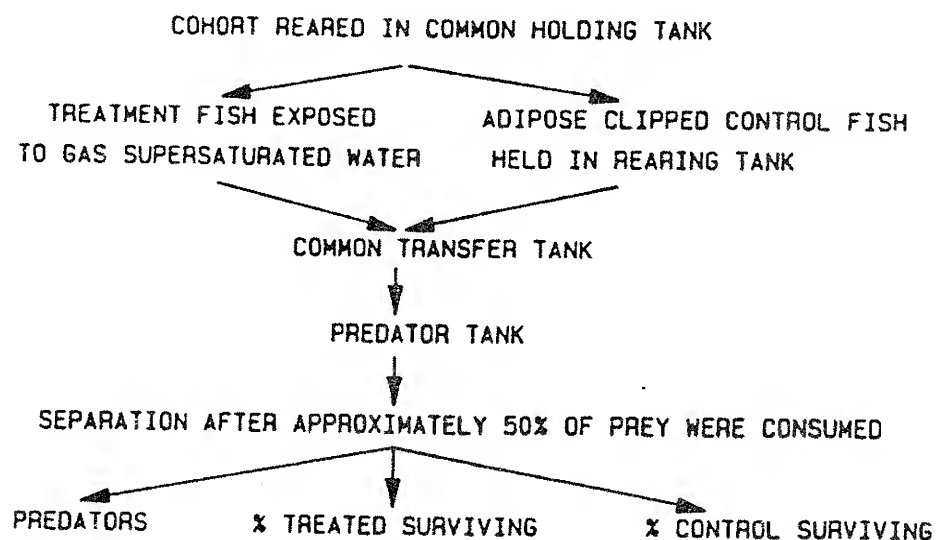 COHORT REARED IN COMMON HOLDING TANK
TREATMENT FISH EXPOSED
TO GAS SUPERSATURATED WATER
ADIPOSE CLIPPED CONTROL FISH
HELD IN REARING TANK
COMMON TRANSFER TANK
PREDATOR TANK
SEPARATION AFTER APPROXIMATELY 50% OF PREY WERE CONSUMED
PREDATORS
% TREATED SURVIVING
% CONTROL SURVIVING